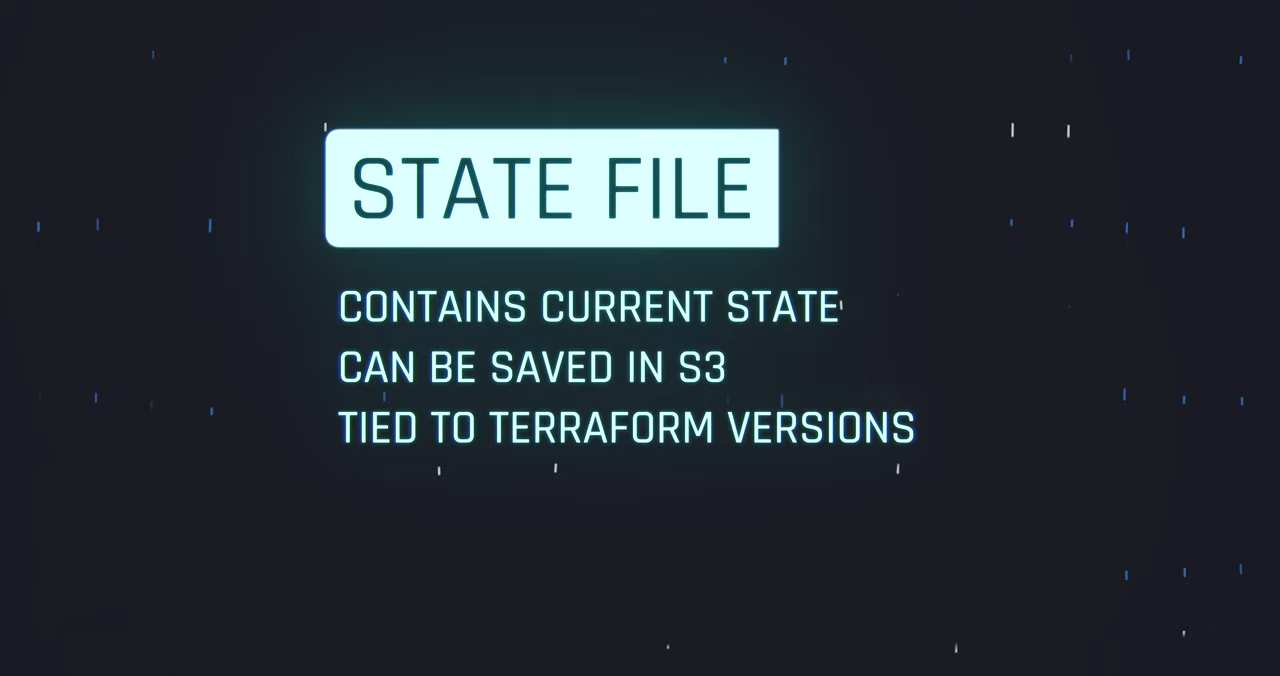 STATE FILE
CONTAINS CURRENT STATE
CAN BE SAVED IN S3
TIED TO TERRAFORM VERSIONS